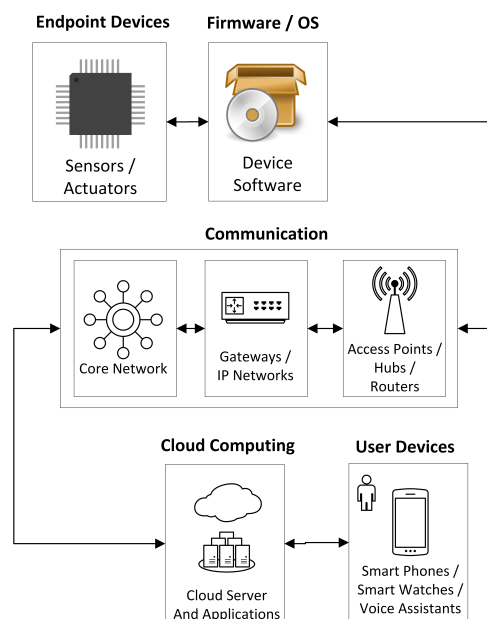 Endpoint Devices
Firmware / OS
Sensors /
Actuators
Device
Software
Communication
Core Network
Gateways /
IP Networks
Access Points /
Hubs /
Routers
Cloud Computing
User Devices
Cloud Server
And Applications
Smart Phones /
Smart Watches /
Voice Assistants